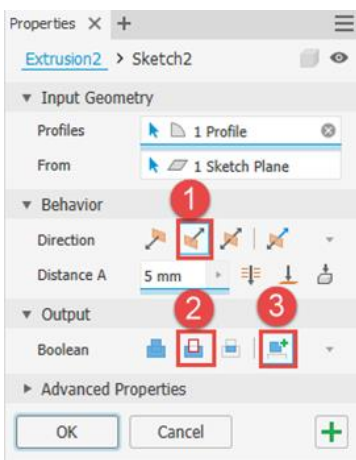 Properties × +
Extrusion2 > Sketch2
Input Geometry
Profiles 1 Profile
From 1 Sketch Plane
Behavior
1
Direction
Distance A 5 mm
Output
2 3
Boolean
Advanced Properties
OK Cancel